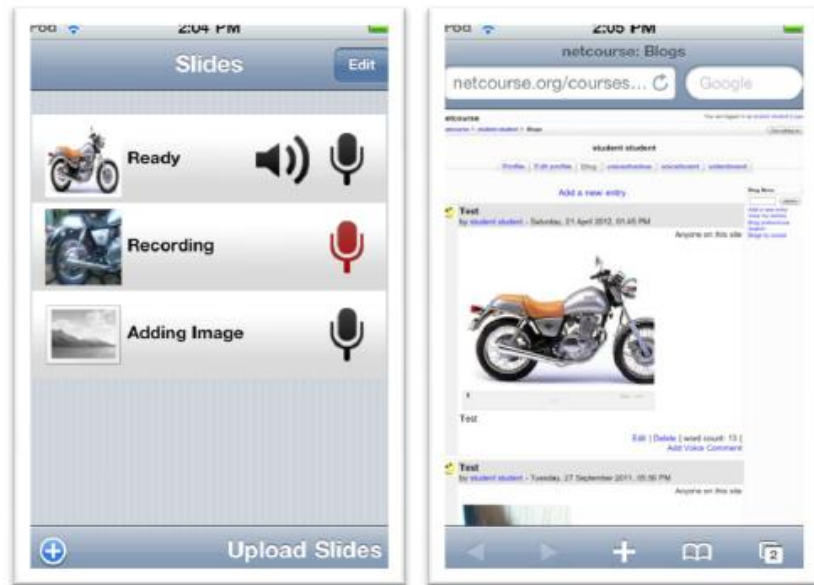 2:04 PM
Slides
Edit
Ready
Recording
Adding Image
Upload Slides
2:05 PM
netcourse: Blogs
netcourse.org/courses...
Google
student student
Profile | Edit profile | Blog
Add a new entry
Test
by student student - Saturday, 21 April 2012, 01:45 PM
Anyone on this site
Test
Edit | Delete | word count: 13 |
Add Voice Comment
Test
by student student - Tuesday, 27 September 2011, 05:56 PM
Anyone on this site
2